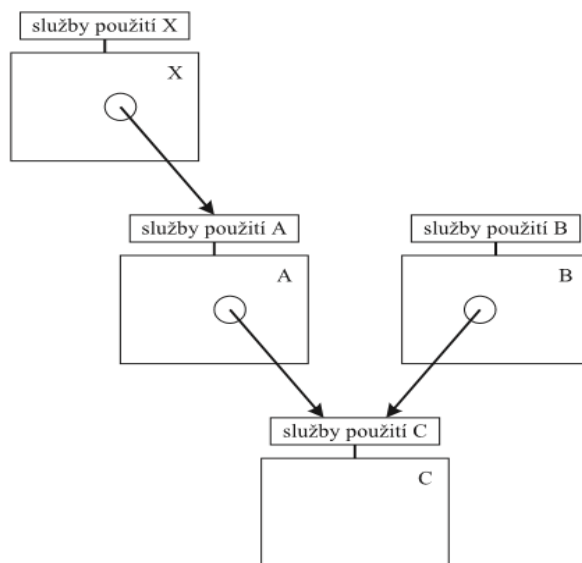 služby použití X
X
služby použití A
služby použití B
A
B
služby použití C
C